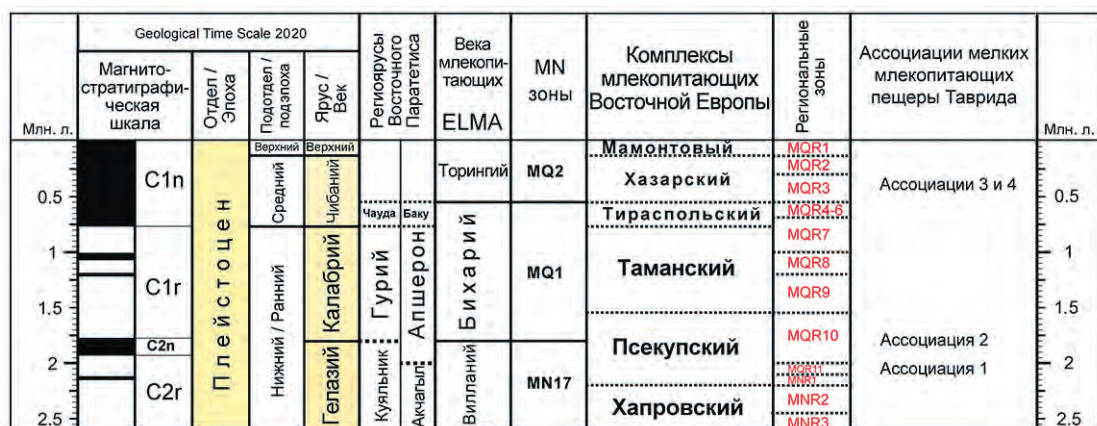 Geological Time Scale 2020
Млн. л.
Магнито-
стратиграфи-
ческая
шкала
Отдел /
Эпоха
Подотдел /
подэпоха
Ярус /
Век
Региоярусы
Восточного
Паратетиса
Века
млекопи-
тающих
ELMA
MN
зоны
Комплексы
млекопитающих
Восточной Европы
Региональные
зоны
Ассоциации мелких
млекопитающих
пещеры Таврида
Млн. л.
0.5
1
1.5
2
2.5
C1n
C1r
C2n
C2r
Плейстоцен
Верхний
Средний
Нижний / Ранний
Верхний
Чибаний
Калабрий
Гелазий
Чауда
Гурий
Куяльник
Баку
Апшерон
Акчагыл
Торингий
Бихарий
Вилланий
MQ2
MQ1
MN17
Мамонтовый
Хазарский
Тираспольский
Таманский
Псекупский
Хапровский
MQR1
MQR2
MQR3
MQR4-6
MQR7
MQR8
MQR9
MQR10
MQR11
MNR1
MNR2
MNR3
Ассоциации 3 и 4
Ассоциация 2
Ассоциация 1
0.5
1
1.5
2
2.5